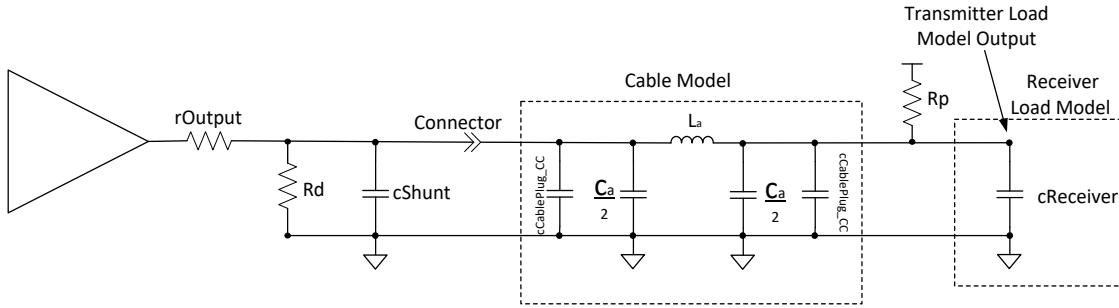 Transmitter Load
Model Output
Receiver
Load Model
Cable Model
Rp
rOutput
Connector
La
Rd
cShunt
cCablePlug_CC
Ca
2
Ca
2
cCablePlug_CC
cReceiver